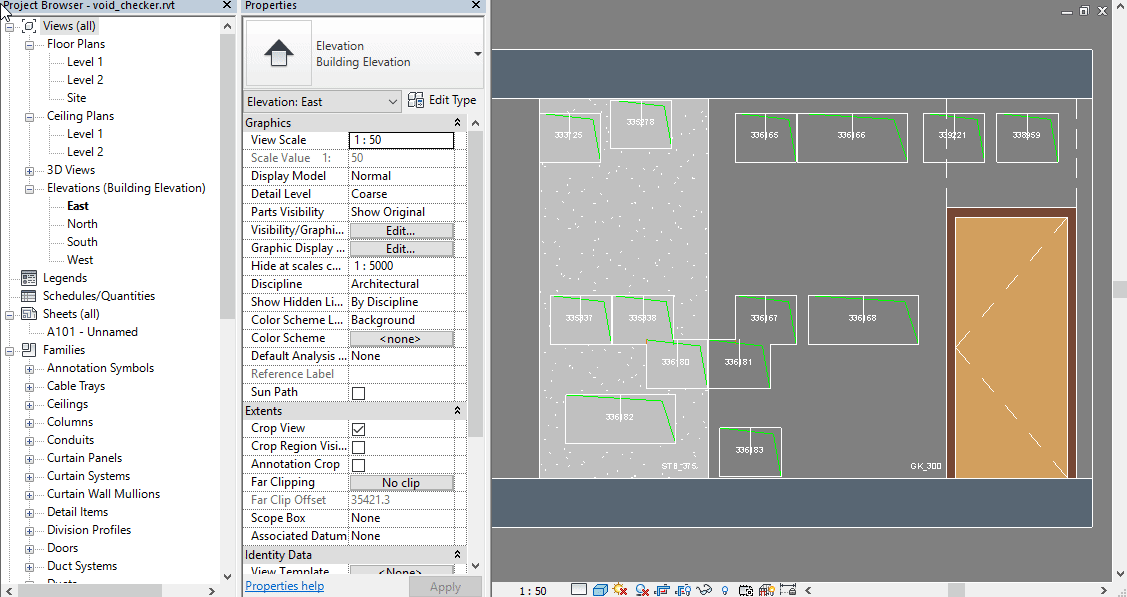 Project Browser - void_checker.rvt
Views (all)
Floor Plans
Level 1
Level 2
Site
Ceiling Plans
Level 1
Level 2
3D Views
Elevations (Building Elevation)
East
North
South
West
Legends
Schedules/Quantities
Sheets (all)
A101 - Unnamed
Families
Annotation Symbols
Cable Trays
Ceilings
Columns
Conduits
Curtain Panels
Curtain Systems
Curtain Wall Mullions
Detail Items
Division Profiles
Doors
Duct Systems
Ducts
Properties
Elevation
Building Elevation
Elevation: East
Edit Type
Graphics
View Scale 1 : 50
Scale Value 1: 50
Display Model Normal
Detail Level Coarse
Parts Visibility Show Original
Visibility/Graphi... Edit...
Graphic Display ... Edit...
Hide at scales c... 1 : 5000
Discipline Architectural
Show Hidden Li... By Discipline
Color Scheme L... Background
Color Scheme <none>
Default Analysis ... None
Reference Label
Sun Path
Extents
Crop View
Crop Region Visi...
Annotation Crop
Far Clipping No clip
Far Clip Offset 35421.3
Scope Box None
Associated Datum None
Identity Data
View Template <None>
Properties help
Apply
336165
336166
336167
336168
336180
336181
336182
336183
GK_300
1 : 50